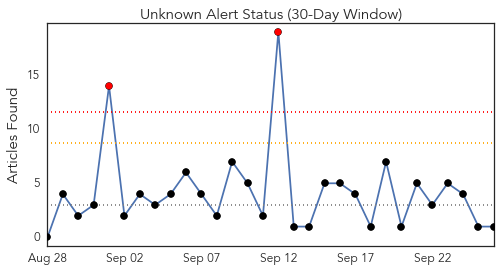 Unknown Alert Status (30-Day Window)
Articles Found
15
10
5
0
Aug 28 Sep 02 Sep 07 Sep 12 Sep 17 Sep 22